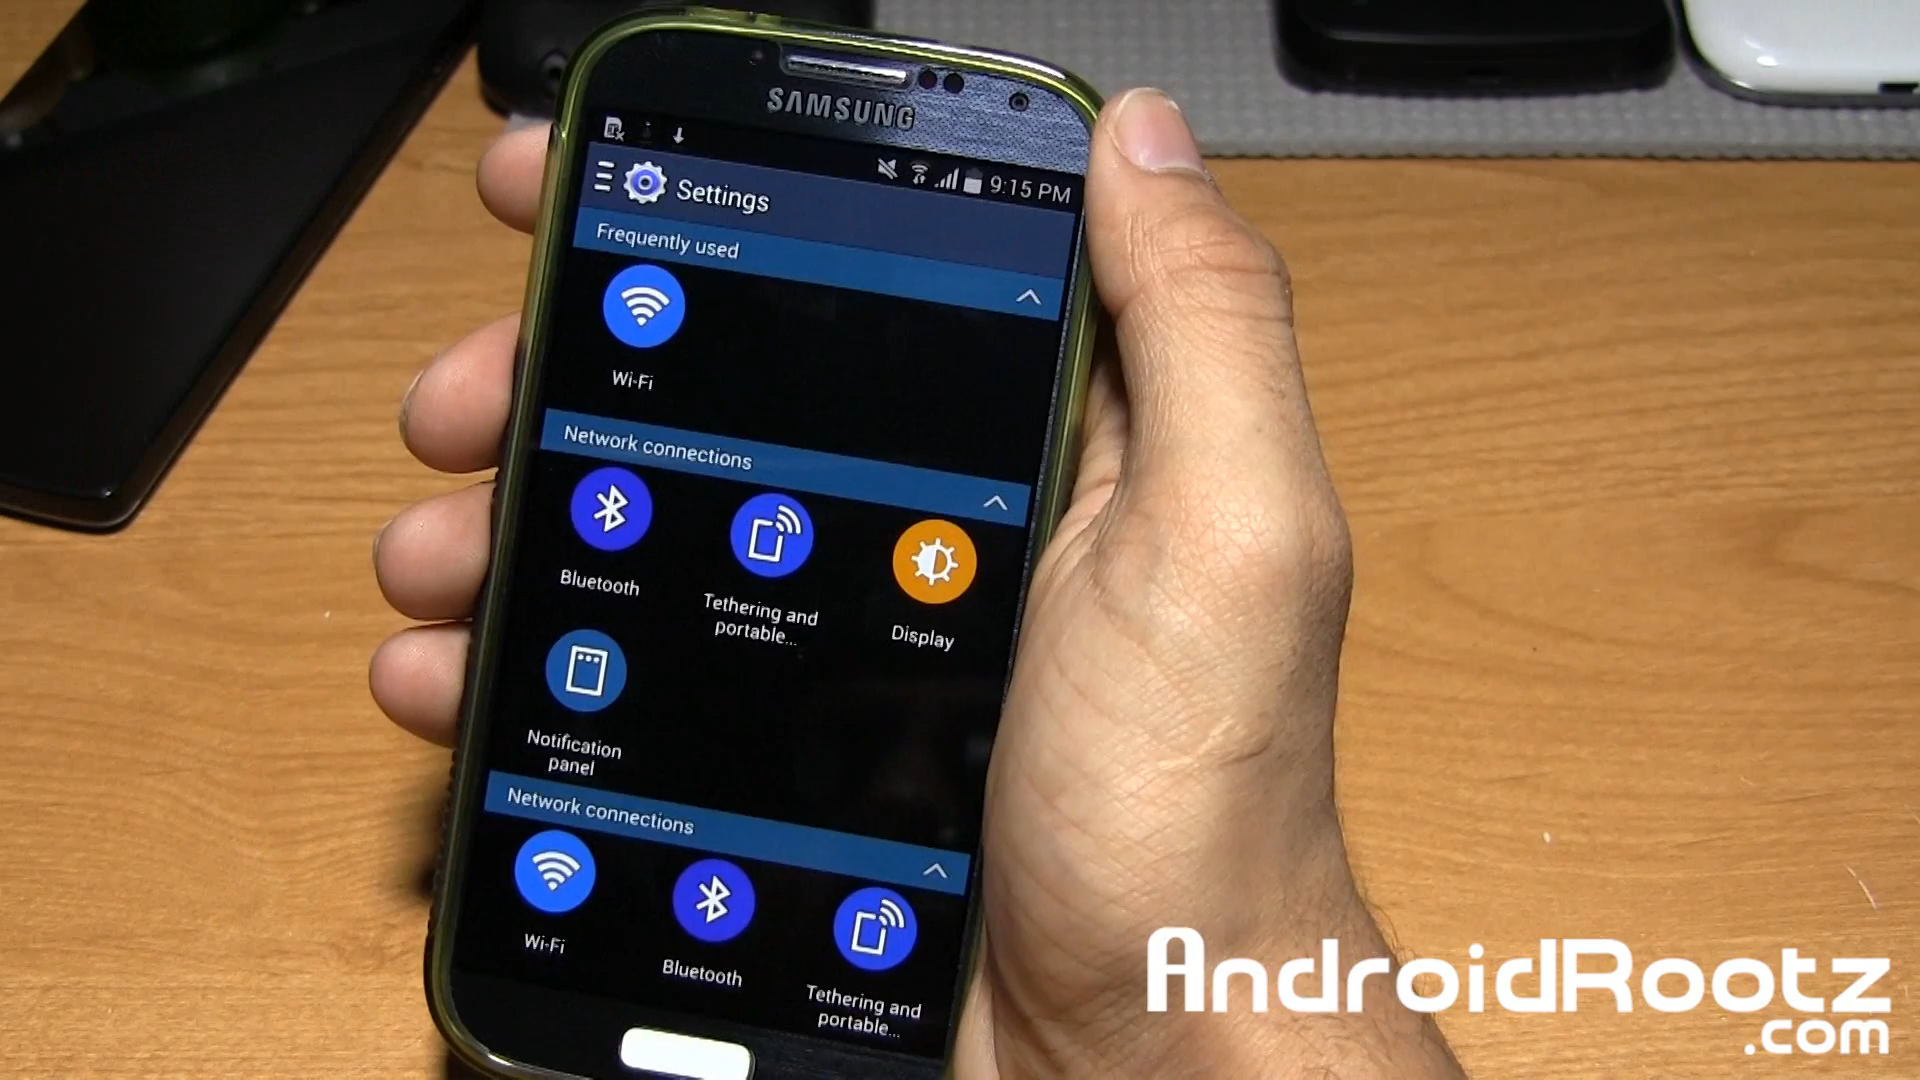 SAMSUNG
9:15 PM
Settings
Frequently used
Wi-Fi
Network connections
Bluetooth
Tethering and
portable...
Display
Notification
panel
Network connections
Wi-Fi
Bluetooth
Tethering and
portable...
AndroidRootz
.com